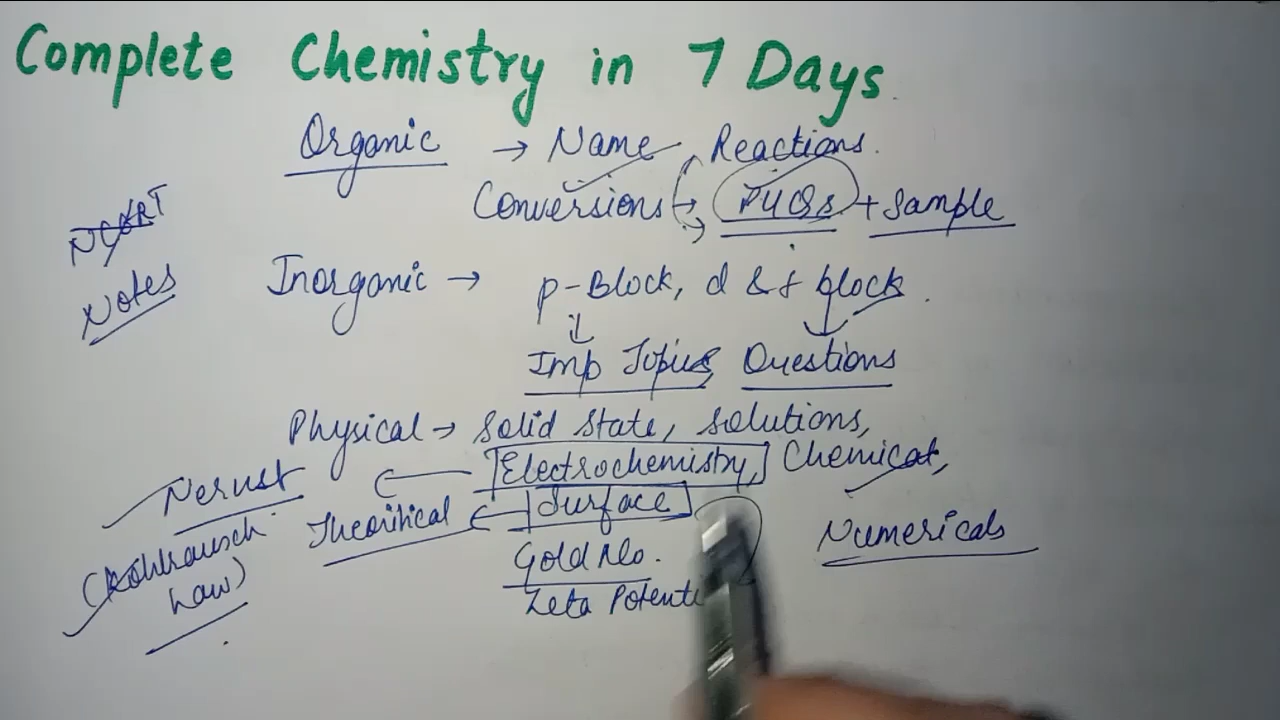 Complete Chemistry in 7 Days.
Organic → Name Reactions.
Conversions → PYQs + Sample
NCERT
Notes
Inorganic → p-Block, d & f block.
Imp Topics, Questions
Physical → Solid State, Solutions,
Electrochemistry, Chemical,
Nernst
Theoritical
Surface
(Kohlrausch
Law)
Gold No.
Numericals
Zeta Potenti